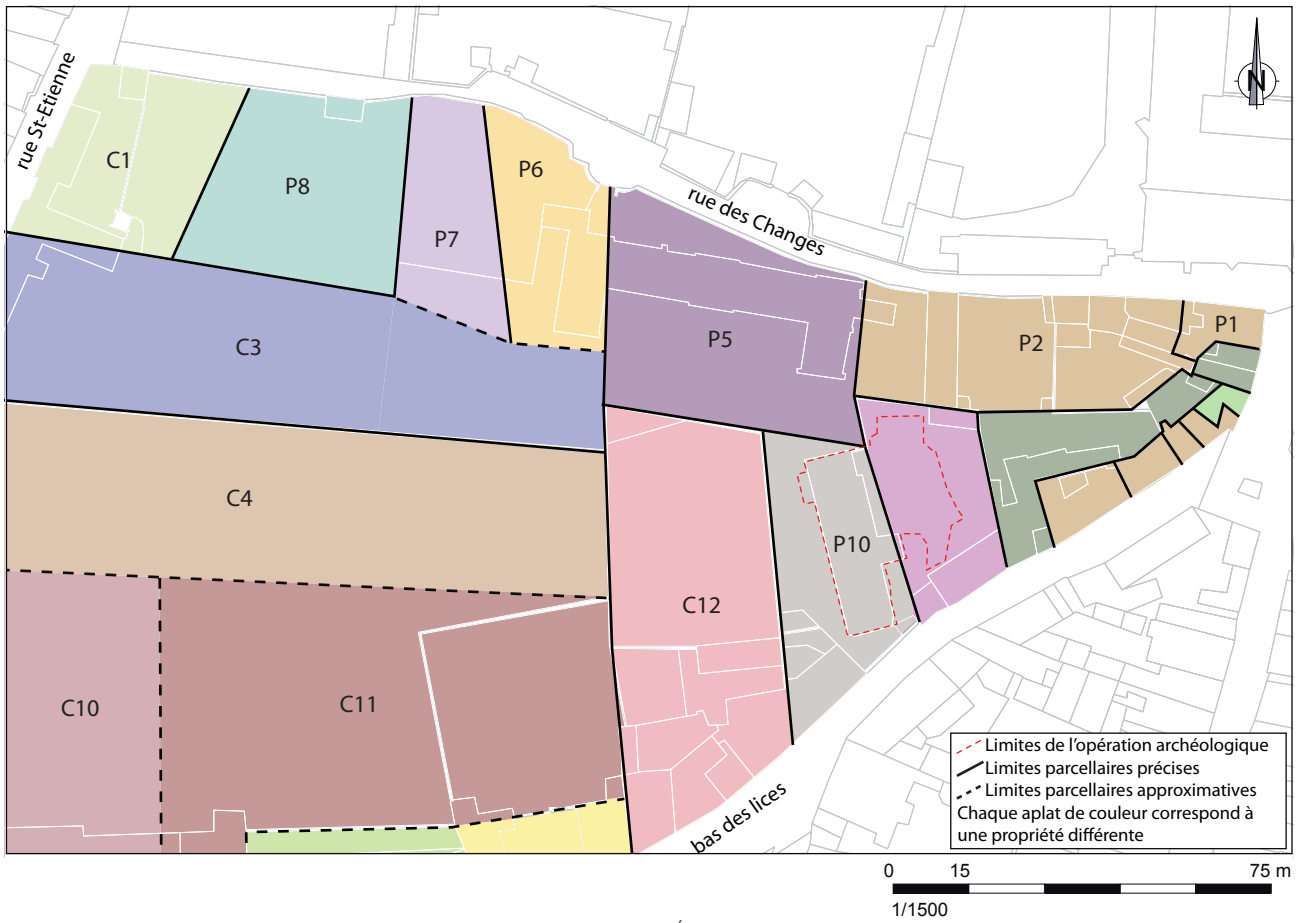 N
rue St-Etienne
C1
P8
P7
P6
rue des Changes
C3
P5
P2
P1
C4
P10
C12
C10
C11
bas des lices
Limites de l'opération archéologique
Limites parcellaires précises
Limites parcellaires approximatives
Chaque aplat de couleur correspond à
une propriété différente
0 15 75 m
1/1500